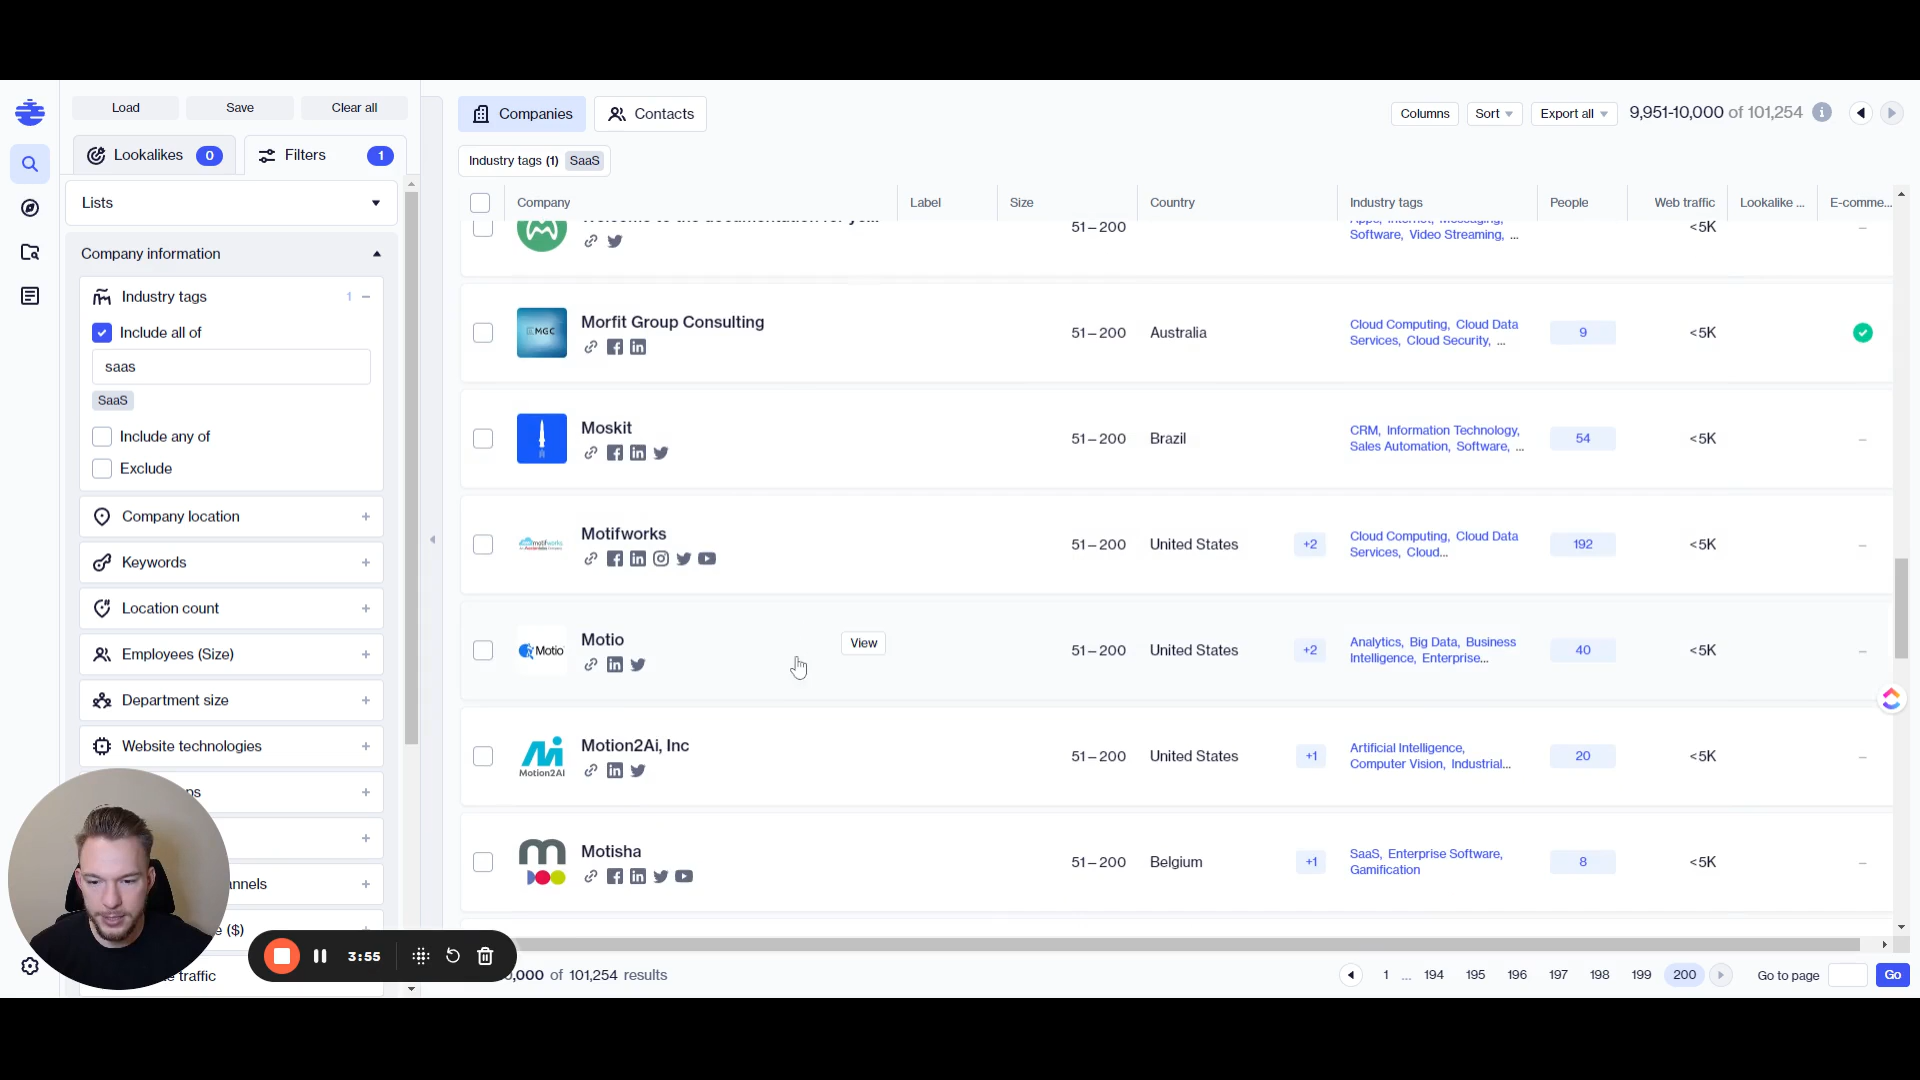 Load
Save
Clear all
Lookalikes 0
Filters 1
Lists
Company information
Industry tags 1
Include all of
saas
SaaS
Include any of
Exclude
Company location
Keywords
Location count
Employees (Size)
Department size
Website technologies
($)
traffic
3:55
Companies
Contacts
Columns
Sort
Export all
9,951-10,000 of 101,254
Industry tags (1) SaaS
Company
Label
Size
Country
Industry tags
People
Web traffic
Lookalike ...
E-comme...
51–200
Software, Video Streaming, ...
<5K
–
MGC
Morfit Group Consulting
51–200
Australia
Cloud Computing, Cloud Data
Services, Cloud Security, ...
9
<5K
Moskit
51–200
Brazil
CRM, Information Technology,
Sales Automation, Software, ...
54
<5K
–
Motifworks
51–200
United States
+2
Cloud Computing, Cloud Data
Services, Cloud...
192
<5K
–
Motio
Motio
View
51–200
United States
+2
Analytics, Big Data, Business
Intelligence, Enterprise...
40
<5K
–
Motion2AI
Motion2Ai, Inc
51–200
United States
+1
Artificial Intelligence,
Computer Vision, Industrial...
20
<5K
–
Motisha
51–200
Belgium
+1
SaaS, Enterprise Software,
Gamification
8
<5K
–
of 101,254 results
1 ... 194 195 196 197 198 199 200
Go to page
Go